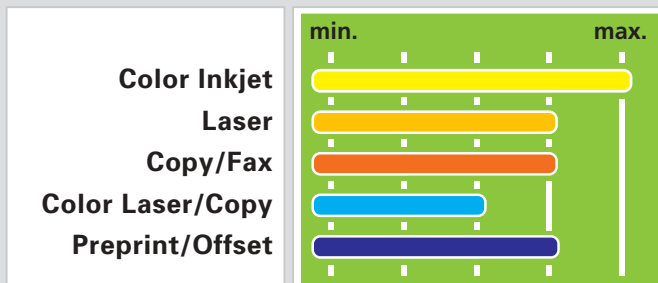 min. max.
Color Inkjet
Laser
Copy/Fax
Color Laser/Copy
Preprint/Offset